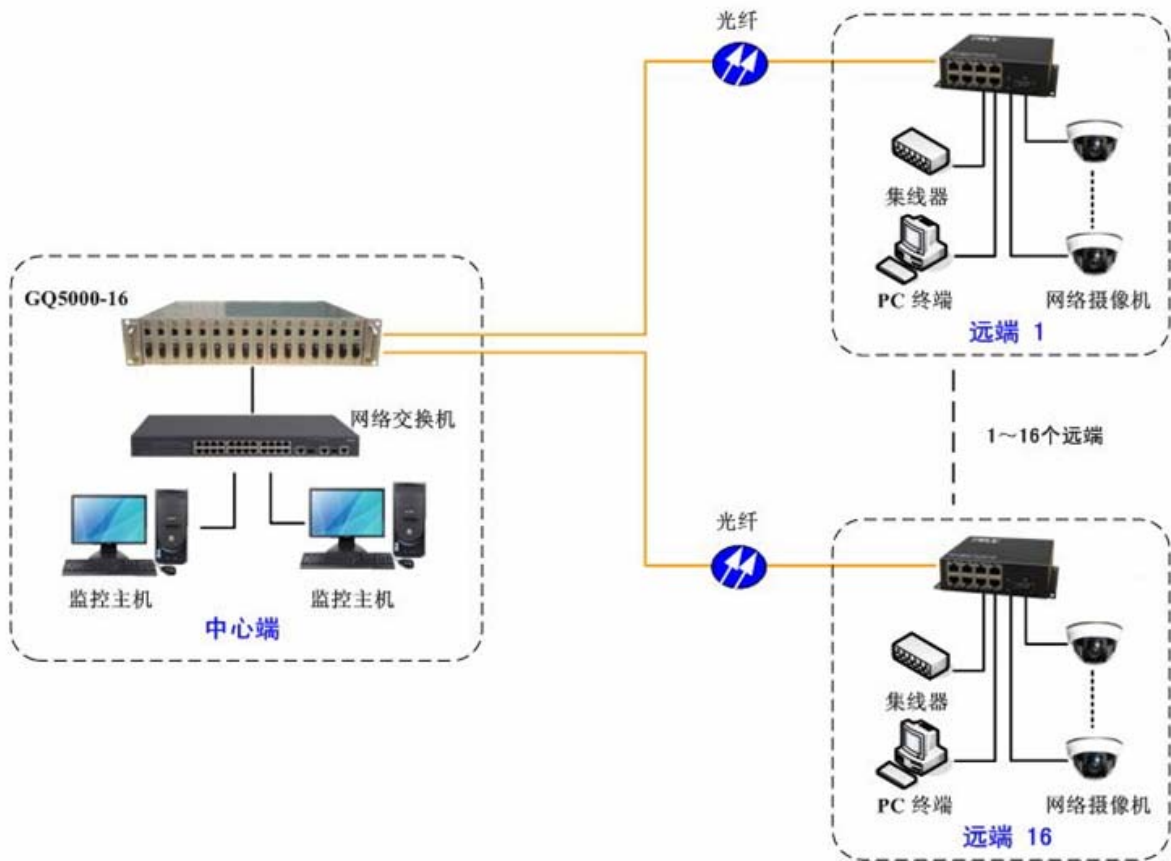 光纤
集线器
PC 终端
网络摄像机
远端 1
GQ5000-16
网络交换机
监控主机
监控主机
中心端
1～16个远端
光纤
集线器
PC 终端
网络摄像机
远端 16